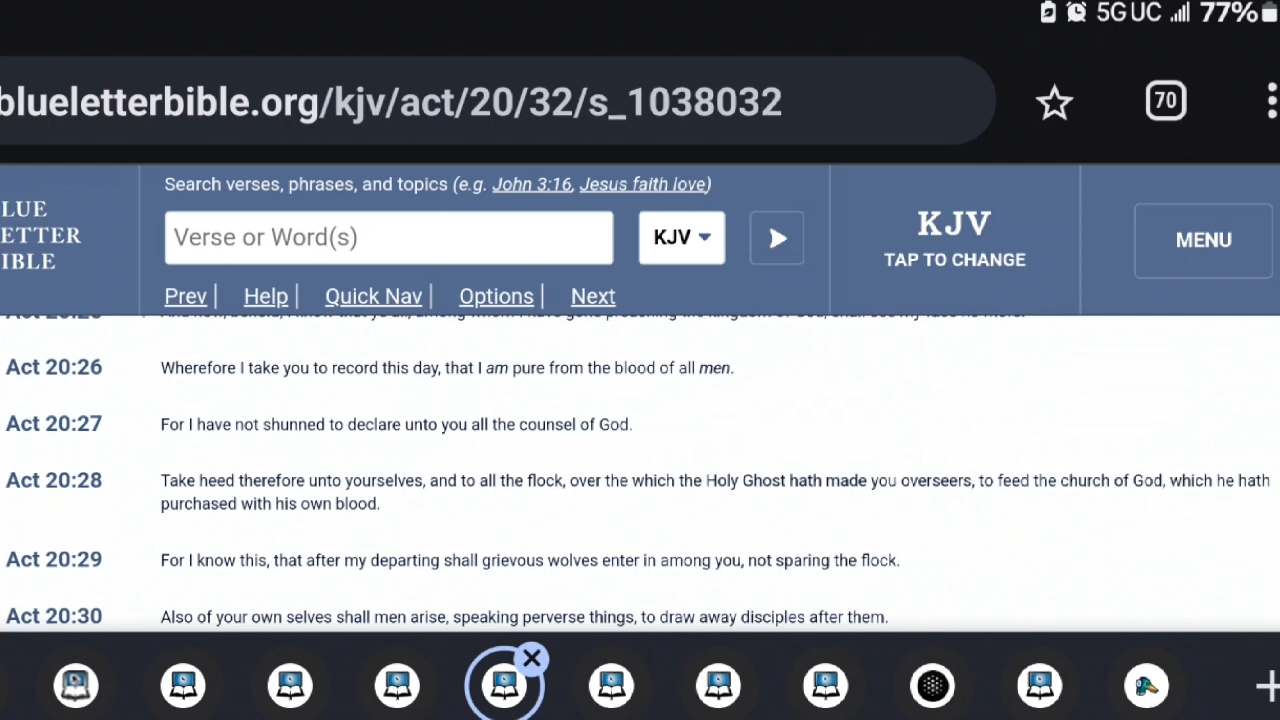 5G UC 77%
blueletterbible.org/kjv/act/20/32/s_1038032
70
LUE
ETTER
IBLE
Search verses, phrases, and topics (e.g. John 3:16, Jesus faith love)
Verse or Word(s)
KJV
KJV
TAP TO CHANGE
MENU
Prev | Help | Quick Nav | Options | Next
Act 20:26 Wherefore I take you to record this day, that I am pure from the blood of all men.
Act 20:27 For I have not shunned to declare unto you all the counsel of God.
Act 20:28 Take heed therefore unto yourselves, and to all the flock, over the which the Holy Ghost hath made you overseers, to feed the church of God, which he hath
purchased with his own blood.
Act 20:29 For I know this, that after my departing shall grievous wolves enter in among you, not sparing the flock.
Act 20:30 Also of your own selves shall men arise, speaking perverse things, to draw away disciples after them.